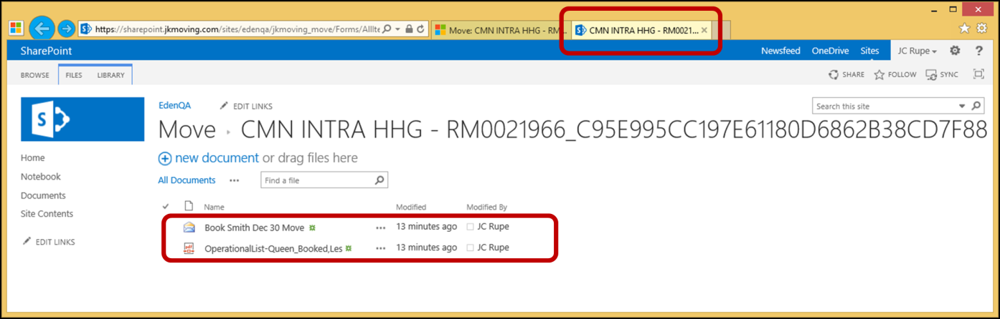 https://sharepoint.jkmoving.com/sites/edenqa/jkmoving_move/Forms/AllIte
Move: CMN INTRA HHG - RM...
CMN INTRA HHG - RM0021...
SharePoint
Newsfeed OneDrive Sites JC Rupe ?
BROWSE FILES LIBRARY
SHARE FOLLOW SYNC
S
EdenQA EDIT LINKS
Search this site
Move CMN INTRA HHG - RM0021966_C95E995CC197E61180D6862B38CD7F88
new document or drag files here
Home
Notebook
Documents
Site Contents
EDIT LINKS
All Documents ••• Find a file
Name Modified Modified By
Book Smith Dec 30 Move ••• 13 minutes ago JC Rupe
pdf OperationalList-Queen_Booked,Les ••• 13 minutes ago JC Rupe